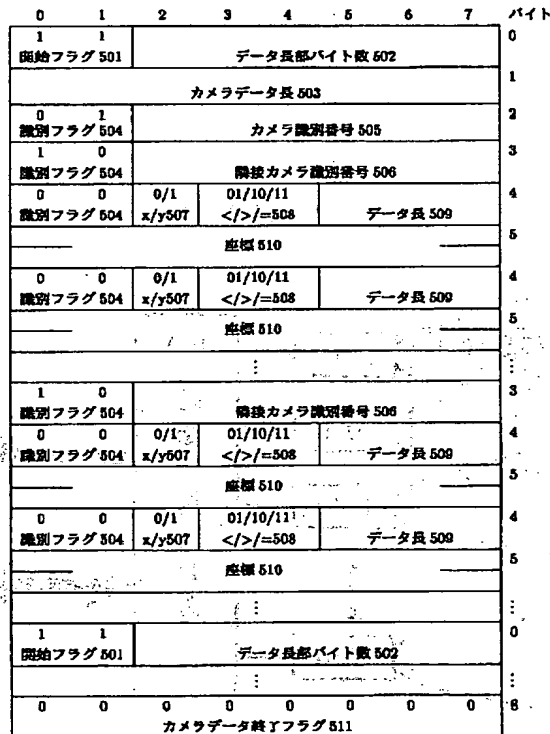 0 1 2 3 4 5 6 7 バイト
1 1 0
開始フラグ 501 データ長部バイト数 502
1
カメラデータ長 503
0 1 2
識別フラグ 504 カメラ識別番号 505
1 0 3
識別フラグ 504 隣接カメラ識別番号 506
0 0 0/1 01/10/11 4
識別フラグ 504 x/y507 </>/=508 データ長 509
5
座標 510
0 0 0/1 01/10/11 4
識別フラグ 504 x/y507 </>/=508 データ長 509
5
座標 510
⋮ ⋮
1 0 3
識別フラグ 504 隣接カメラ識別番号 506
0 0 0/1 01/10/11 4
識別フラグ 504 x/y507 </>/=508 データ長 509
5
座標 510
0 0 0/1 01/10/11 4
識別フラグ 504 x/y507 </>/=508 データ長 509
5
座標 510
⋮ ⋮
1 1 0
開始フラグ 501 データ長部バイト数 502
⋮ ⋮
0 0 0 0 0 0 0 0 6
カメラデータ終了フラグ 511